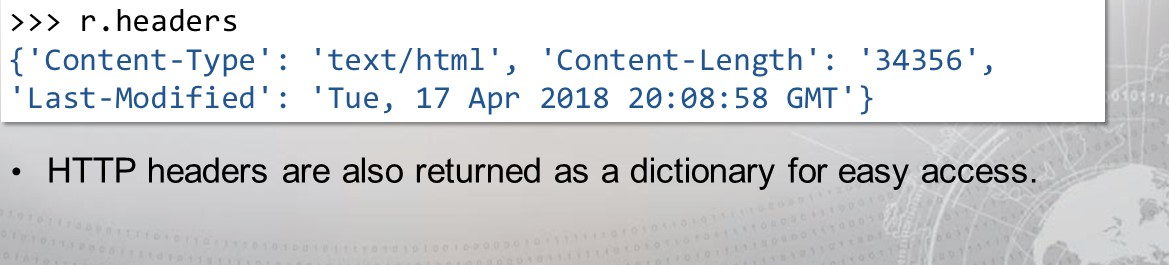 >>> r.headers
{'Content-Type': 'text/html', 'Content-Length': '34356',
'Last-Modified': 'Tue, 17 Apr 2018 20:08:58 GMT'}
• HTTP headers are also returned as a dictionary for easy access.